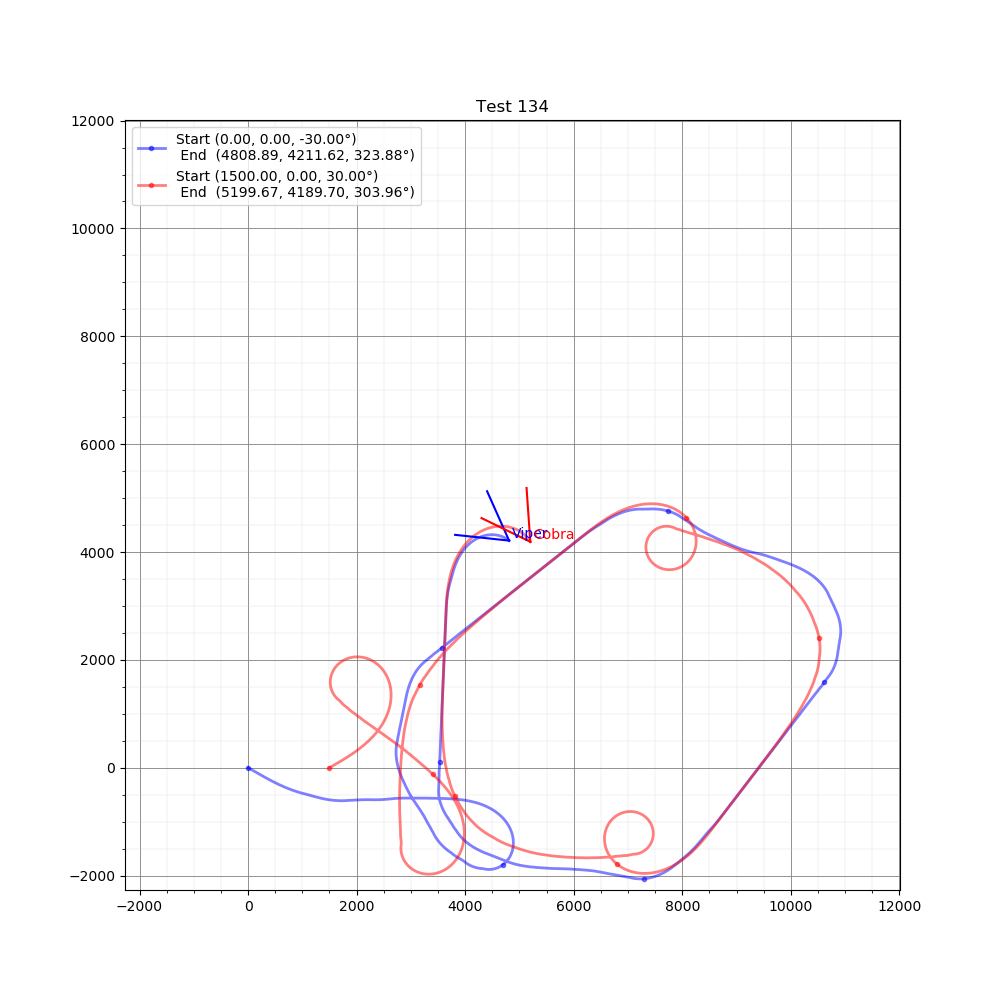 Test 134
Start (0.00, 0.00, -30.00°)
End  (4808.89, 4211.62, 323.88°)
Start (1500.00, 0.00, 30.00°)
End  (5199.67, 4189.70, 303.96°)
12000
10000
8000
6000
4000
2000
0
−2000
Viper
Cobra
−2000 0 2000 4000 6000 8000 10000 12000